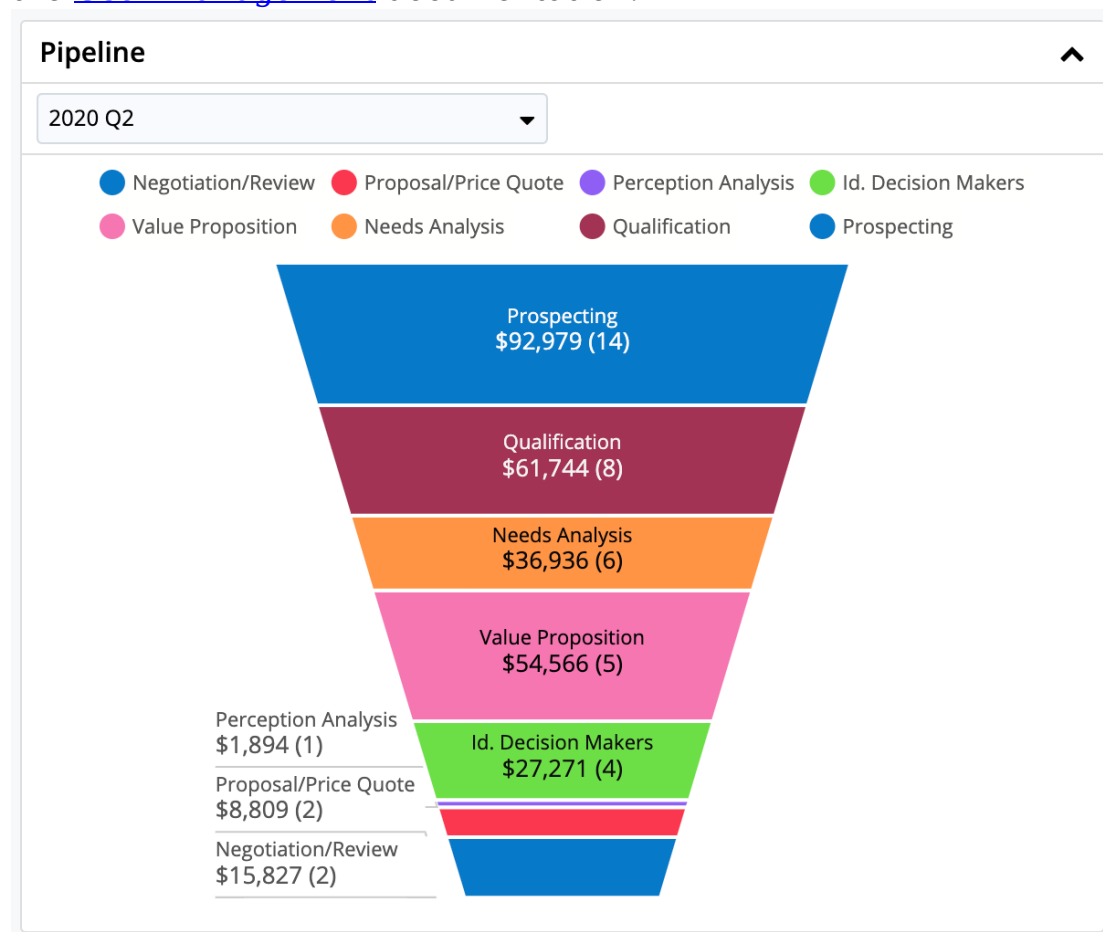 Pipeline
2020 Q2
Negotiation/Review Proposal/Price Quote Perception Analysis Id. Decision Makers
Value Proposition Needs Analysis Qualification Prospecting
Prospecting
$92,979 (14)
Qualification
$61,744 (8)
Needs Analysis
$36,936 (6)
Value Proposition
$54,566 (5)
Id. Decision Makers
$27,271 (4)
Perception Analysis
$1,894 (1)
Proposal/Price Quote
$8,809 (2)
Negotiation/Review
$15,827 (2)